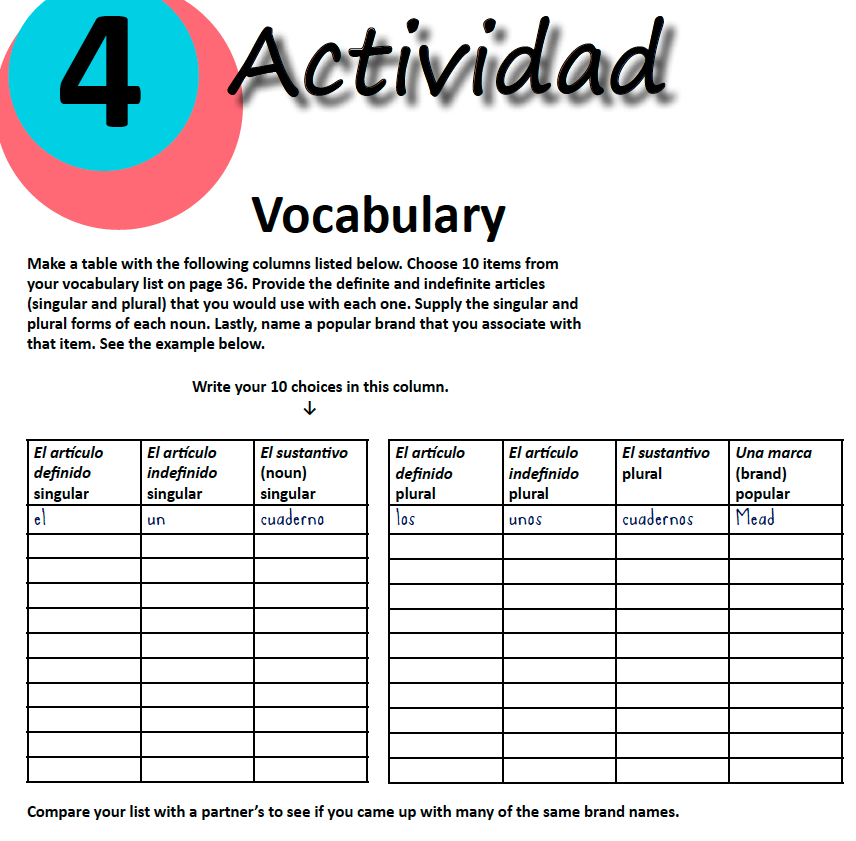 4 Actividad
Vocabulary
Make a table with the following columns listed below. Choose 10 items from
your vocabulary list on page 36. Provide the definite and indefinite articles
(singular and plural) that you would use with each one. Supply the singular and
plural forms of each noun. Lastly, name a popular brand that you associate with
that item. See the example below.
Write your 10 choices in this column.
↓
El artículo
definido
singular
El artículo
indefinido
singular
El sustantivo
(noun)
singular
El artículo
definido
plural
El artículo
indefinido
plural
El sustantivo
plural
Una marca
(brand)
popular
el un cuaderno los unos cuadernos Mead
Compare your list with a partner’s to see if you came up with many of the same brand names.